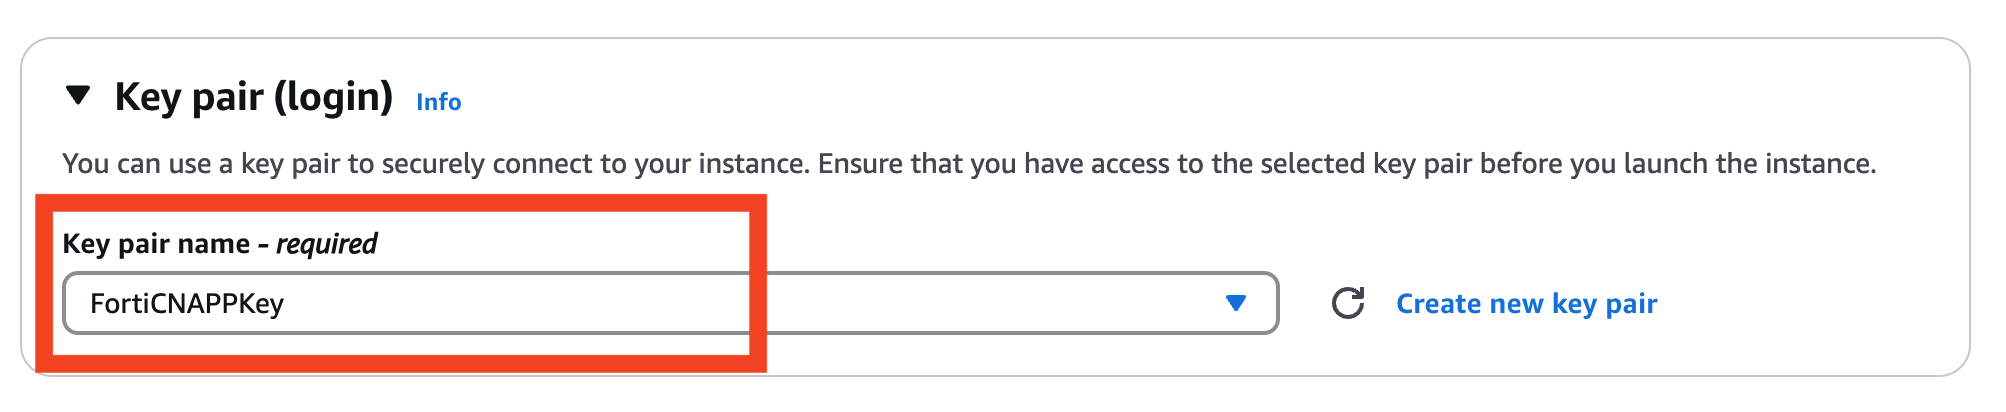 Key pair (login) Info
You can use a key pair to securely connect to your instance. Ensure that you have access to the selected key pair before you launch the instance.
Key pair name - required
FortiCNAPPKey
Create new key pair